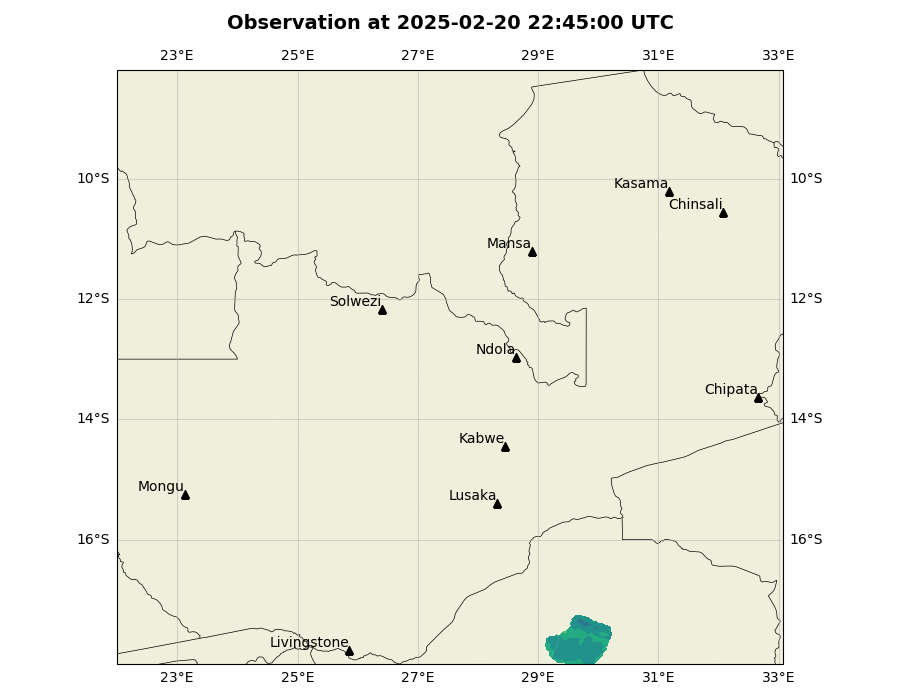 Observation at 2025-02-20 22:45:00 UTC
23°E 25°E 27°E 29°E 31°E 33°E
10°S 10°S
Kasama
Chinsali
Mansa
12°S 12°S
Solwezi
Ndola
Chipata
14°S 14°S
Kabwe
Mongu
Lusaka
16°S 16°S
Livingstone
23°E 25°E 27°E 29°E 31°E 33°E